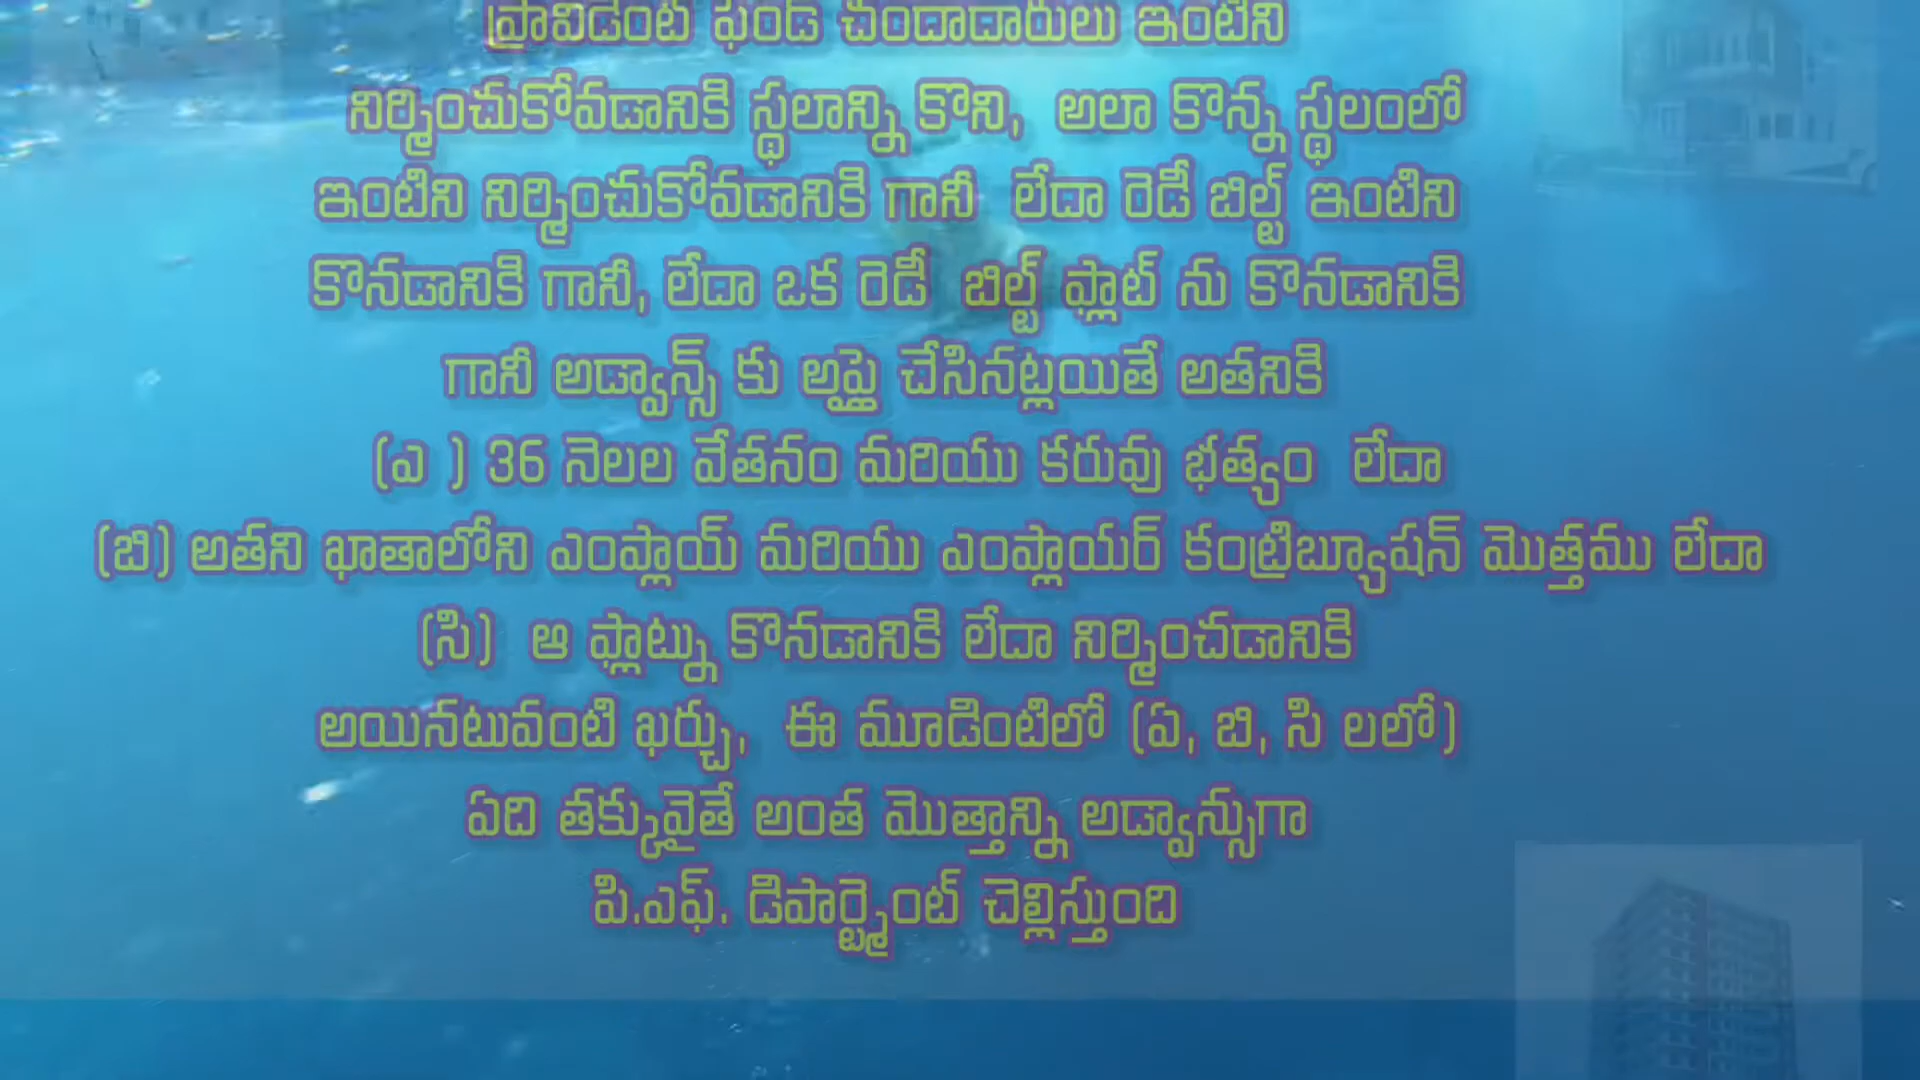 ప్రావిడెంట్ ఫండ్ చందాదారులు ఇంటిని
నిర్మించుకోవడానికి స్థలాన్ని కొని, అలా కొన్న స్థలంలో
ఇంటిని నిర్మించుకోవడానికి గానీ లేదా రెడీ బిల్ట్ ఇంటిని
కొనడానికి గానీ, లేదా ఒక రెడీ బిల్ట్ ఫ్లాట్ ను కొనడానికి
గానీ అడ్వాన్స్ కు అప్లై చేసినట్లయితే అతనికి
(ఎ ) 36 నెలల వేతనం మరియు కరువు భత్యం లేదా
(బి) అతని ఖాతాలోని ఎంప్లాయ్ మరియు ఎంప్లాయర్ కంట్రిబ్యూషన్ మొత్తము లేదా
(సి) ఆ ఫ్లాట్ను కొనడానికి లేదా నిర్మించడానికి
అయినటువంటి ఖర్చు, ఈ మూడింటిలో (ఏ, బి, సి లలో)
ఏది తక్కువైతే అంత మొత్తాన్ని అడ్వాన్సుగా
పి.ఎఫ్. డిపార్ట్మెంట్ చెల్లిస్తుంది